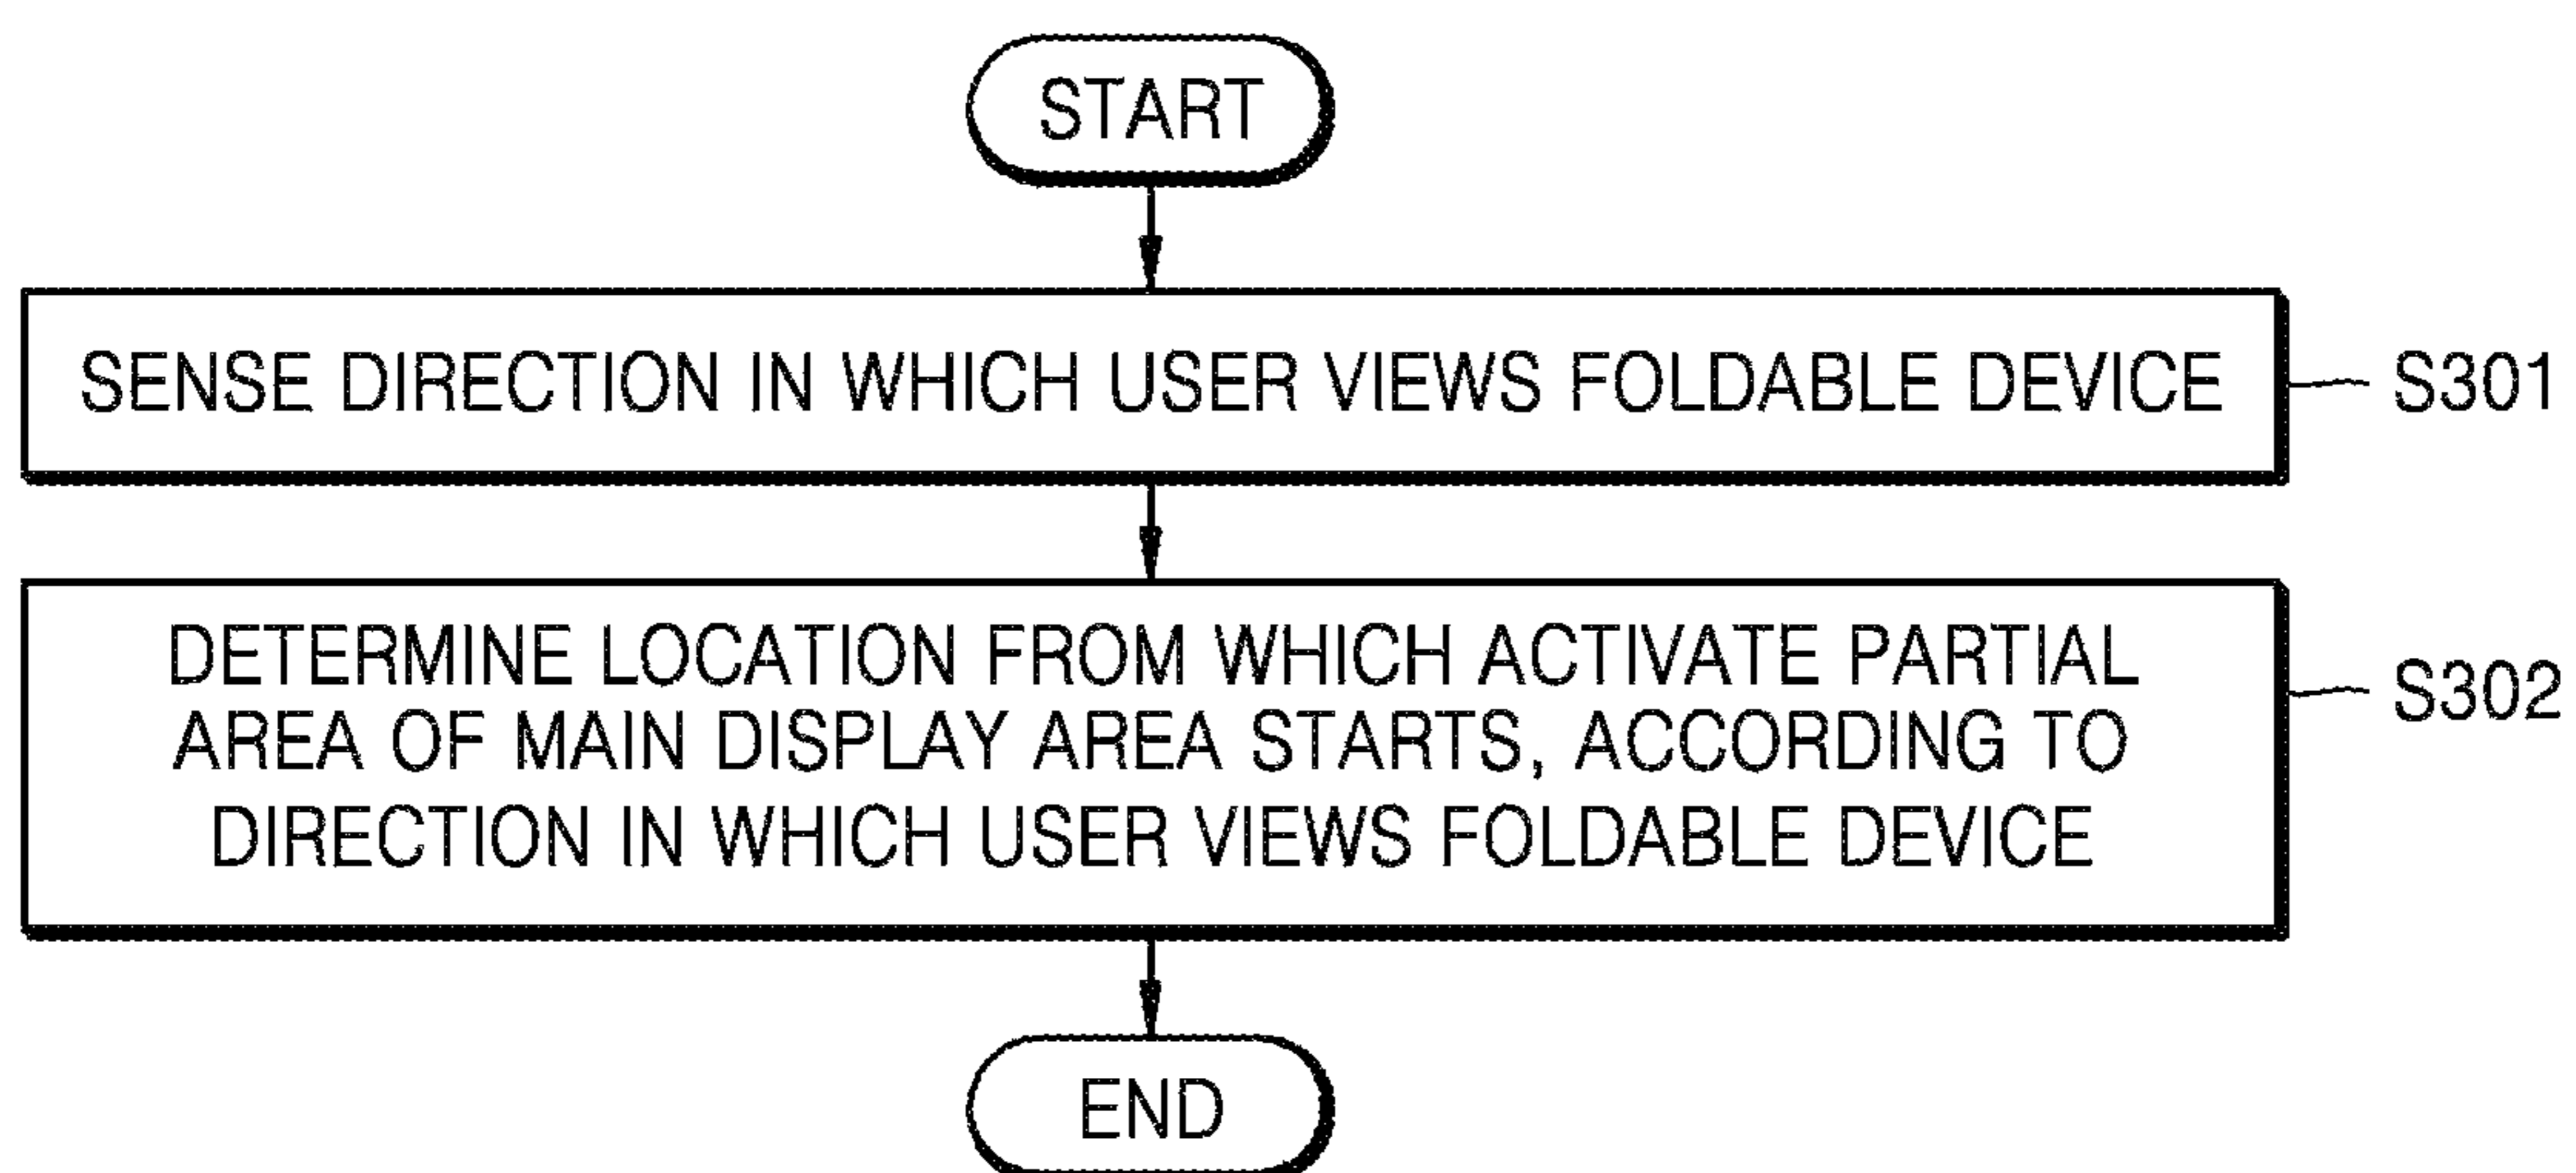 START
SENSE DIRECTION IN WHICH USER VIEWS FOLDABLE DEVICE
S301
DETERMINE LOCATION FROM WHICH ACTIVATE PARTIAL
AREA OF MAIN DISPLAY AREA STARTS, ACCORDING TO
DIRECTION IN WHICH USER VIEWS FOLDABLE DEVICE
S302
END